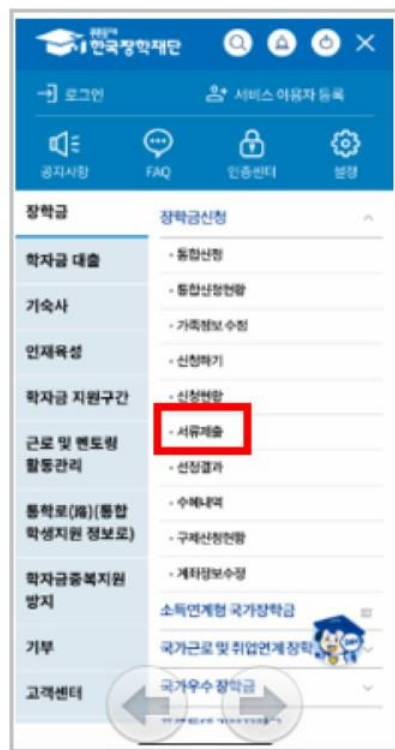 한국장학재단
로그인
서비스 이용자 등록
공지사항
FAQ
인증센터
설정
장학금
학자금 대출
기숙사
인재육성
학자금 지원구간
근로 및 멘토링
활동관리
통학로(路)(통합
학생지원 정보로)
학자금중복지원
방지
기부
고객센터
장학금신청
· 통합신청
· 통합신청현황
· 가족정보 수정
· 신청하기
· 신청현황
· 서류제출
· 선정결과
· 수혜내역
· 구제신청현황
· 계좌정보수정
소득연계형 국가장학금
국가근로 및 취업연계 장학
국가우수 장학금